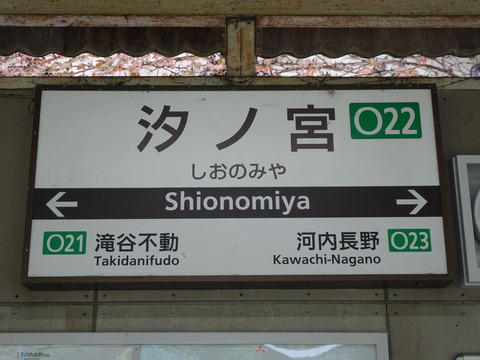 汐ノ宮 O22
しおのみや
Shionomiya
O21 滝谷不動 河内長野 O23
Takidanifudo Kawachi-Nagano